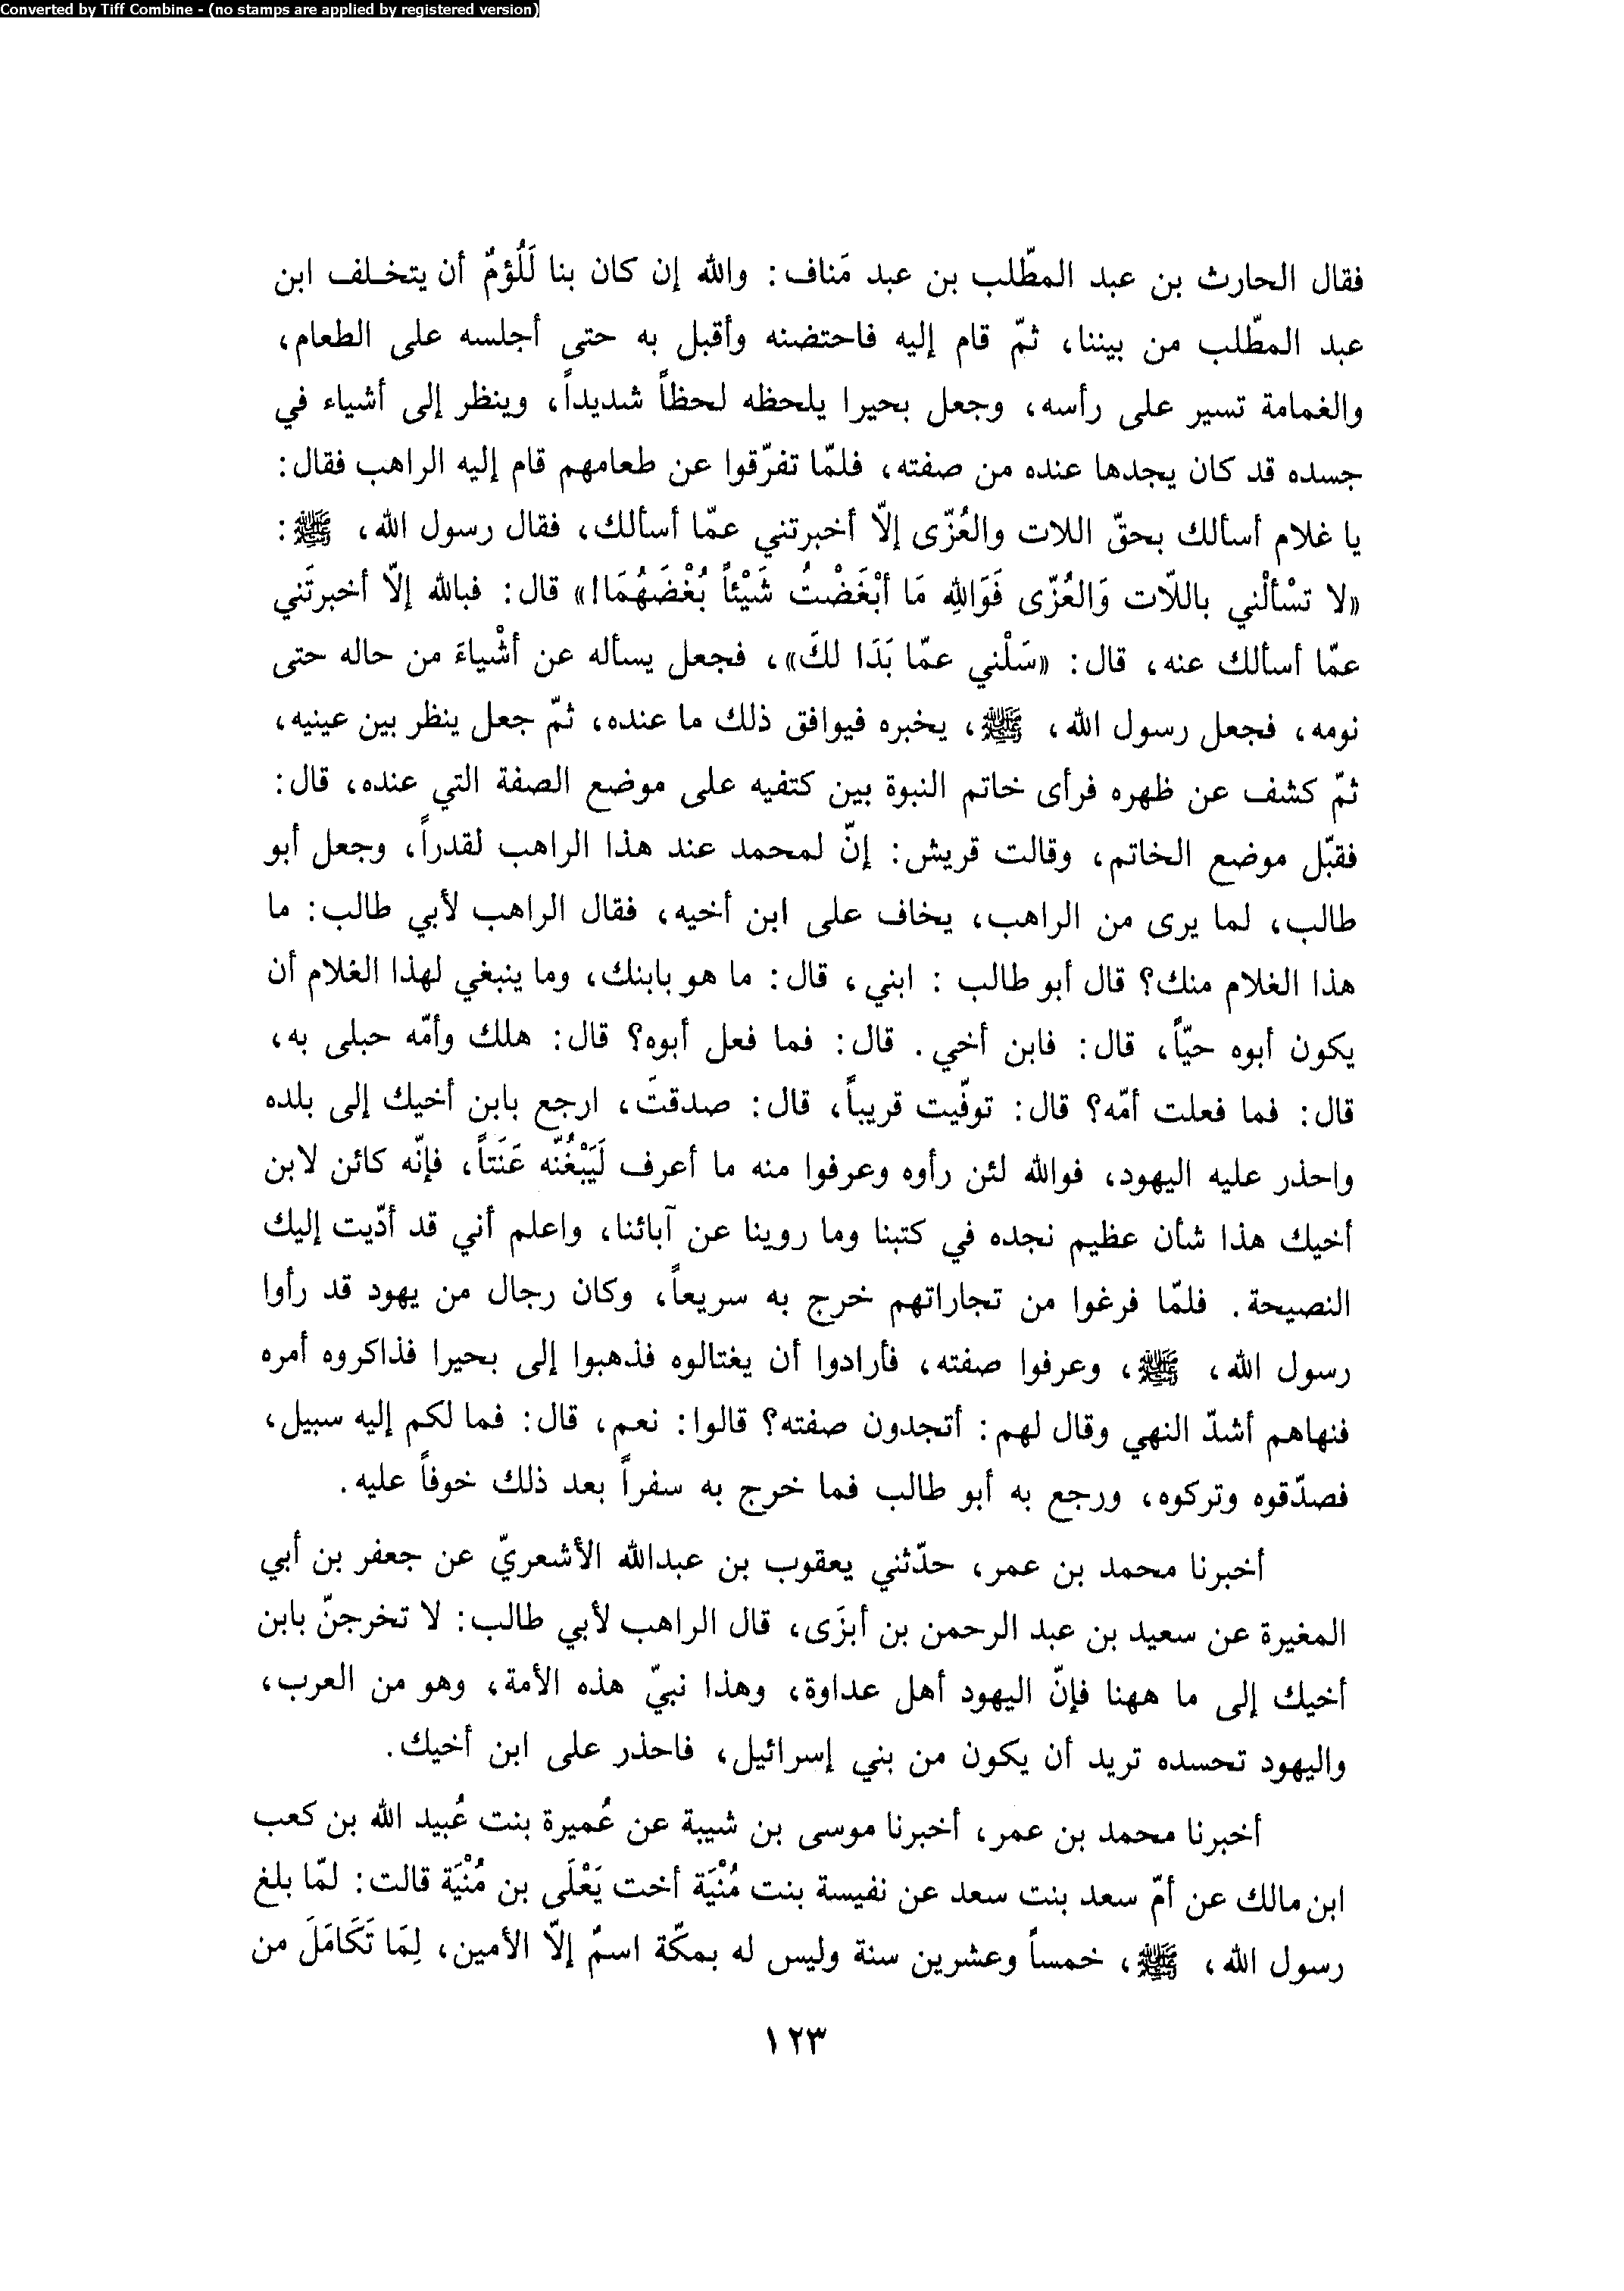 Converted by Tiff Combine - (no stamps are applied by registered version)
فقال الحارث بن عبد المطّلب بن عبد مَناف: والله إن كان بنا لَلُؤمٌ أن يتخـلف ابن
عبد المطّلب من بيننا، ثمّ قام إليه فاحتضنه وأقبل به حتى أجلسه على الطعام،
والغمامة تسير على رأسه، وجعل بحيرا يلحظه لحظاً شديداً، وينظر إلى أشياء في
جسده قد كان يجدها عنده من صفته، فلمّا تفرّقوا عن طعامهم قام إليه الراهب فقال:
يا غلام أسألك بحقّ اللات والعُزّى إلاّ أخبرتني عمّا أسألك، فقال رسول الله، ﷺ:
«لا تسْألْني باللّات وَالعُزّى فَوَاللهِ مَا أبْغَضْتُ شَيْئاً بُغْضَهُمَا!» قال: فبالله إلاّ أخبرتَني
عمّا أسألك عنه، قال: «سَلْني عمّا بَدَا لكَ»، فجعل يسأله عن أشْياءَ من حاله حتى
نومه، فجعل رسول الله، ﷺ، يخبره فيوافق ذلك ما عنده، ثمّ جعل ينظر بين عينيه،
ثمّ كشف عن ظهره فرأى خاتم النبوة بين كتفيه على موضع الصفة التي عنده، قال:
فقبّل موضع الخاتم، وقالت قريش: إنّ لمحمد عند هذا الراهب لقدراً، وجعل أبو
طالب، لما يرى من الراهب، يخاف على ابن أخيه، فقال الراهب لأبي طالب: ما
هذا الغلام منك؟ قال أبو طالب : ابني، قال: ما هو بابنك، وما ينبغي لهذا الغلام أن
يكون أبوه حيّاً، قال: فابن أخي. قال: فما فعل أبوه؟ قال: هلك وأمّه حبلى به،
قال: فما فعلت أمّه؟ قال: توفّيت قريباً، قال: صدقتَ، ارجع بابن أخيك إلى بلده
واحذر عليه اليهود، فوالله لئن رأوه وعرفوا منه ما أعرف لَيَبْغُنّه عَنَتاً، فإنّه كائن لابن
أخيك هذا شأن عظيم نجده في كتبنا وما روينا عن آبائنا، واعلم أني قد أدّيت إليك
النصيحة. فلمّا فرغوا من تجاراتهم خرج به سريعاً، وكان رجال من يهود قد رأوا
رسول الله، ﷺ، وعرفوا صفته، فأرادوا أن يغتالوه فذهبوا إلى بحيرا فذاكروه أمره
فنهاهم أشدّ النهي وقال لهم: أتجدون صفته؟ قالوا: نعم، قال: فما لكم إليه سبيل،
فصدّقوه وتركوه، ورجع به أبو طالب فما خرج به سفراً بعد ذلك خوفاً عليه.
أخبرنا محمد بن عمر، حدّثني يعقوب بن عبدالله الأشعريّ عن جعفر بن أبي
المغيرة عن سعيد بن عبد الرحمن بن أبزَى، قال الراهب لأبي طالب: لا تخرجنّ بابن
أخيك إلى ما ههنا فإنّ اليهود أهل عداوة، وهذا نبيّ هذه الأمة، وهو من العرب،
واليهود تحسده تريد أن يكون من بني إسرائيل، فاحذر على ابن أخيك.
أخبرنا محمد بن عمر، أخبرنا موسى بن شيبة عن عُميرة بنت عُبيد الله بن كعب
ابن مالك عن أمّ سعد بنت سعد عن نفيسة بنت مُنْيَة أخت يَعْلَى بن مُنْيَة قالت: لمّا بلغ
رسول الله، ﷺ، خمساً وعشرين سنة وليس له بمكّة اسمٌ إلاّ الأمين، لِمَا تَكَامَلَ من
١٢٣